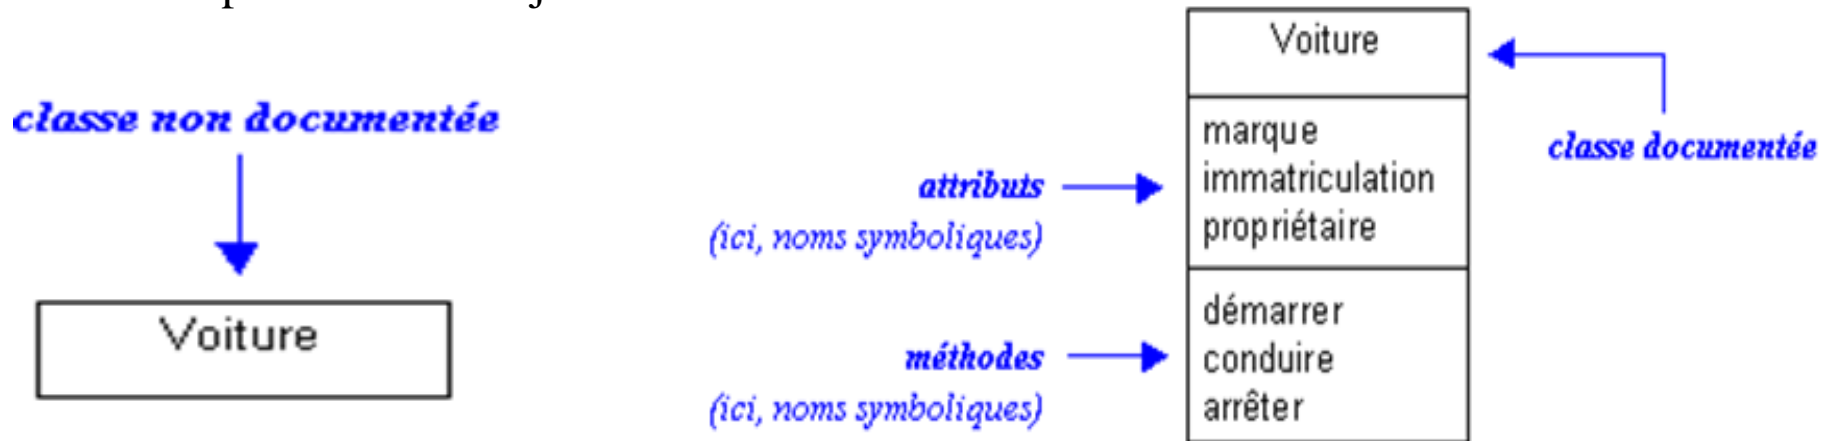 classe non documentée
Voiture
Voiture
classe documentée
marque
immatriculation
propriétaire
attributs
(ici, noms symboliques)
démarrer
conduire
arrêter
méthodes
(ici, noms symboliques)